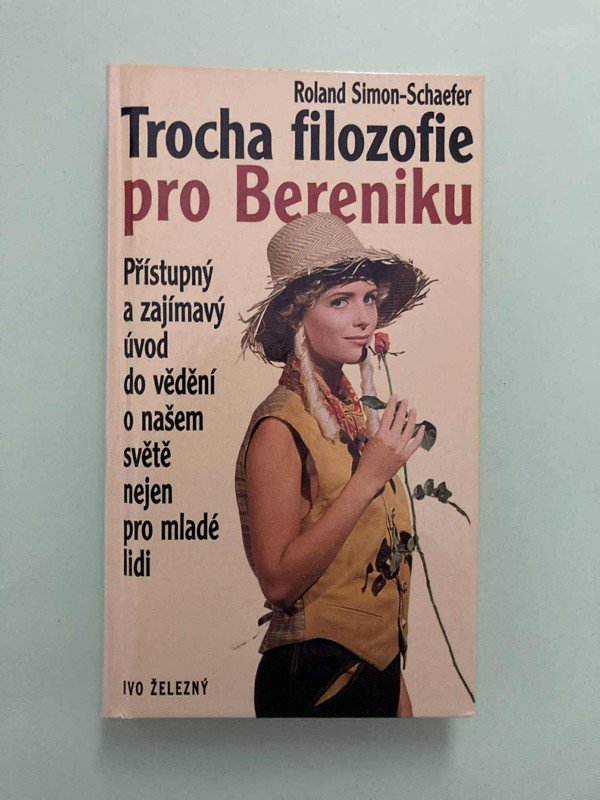 Roland Simon-Schaefer
Trocha filozofie
pro Bereniku
Přístupný
a zajímavý
úvod
do vědění
o našem
světě
nejen
pro mladé
lidi
IVO ŽELEZNÝ